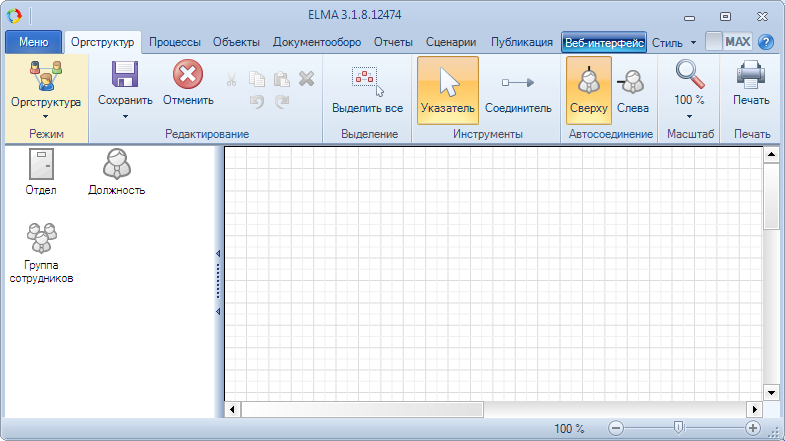 ELMA 3.1.8.12474
Меню Оргструктур Процессы Объекты Документооборо Отчеты Сценарии Публикация Веб-интерфейс Стиль MAX ?
Оргструктура Сохранить Отменить Выделить все Указатель Соединитель Сверху Слева 100 % Печать
Режим Редактирование Выделение Инструменты Автосоединение Масштаб Печать
Отдел Должность
Группа
сотрудников
100 %